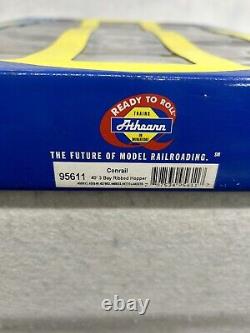 READY TO ROLL
TRAINS
Athearn
IN MINIATURE
THE FUTURE OF MODEL RAILROADING.
Conrail
95611
40' 3 Bay Ribbed Hopper